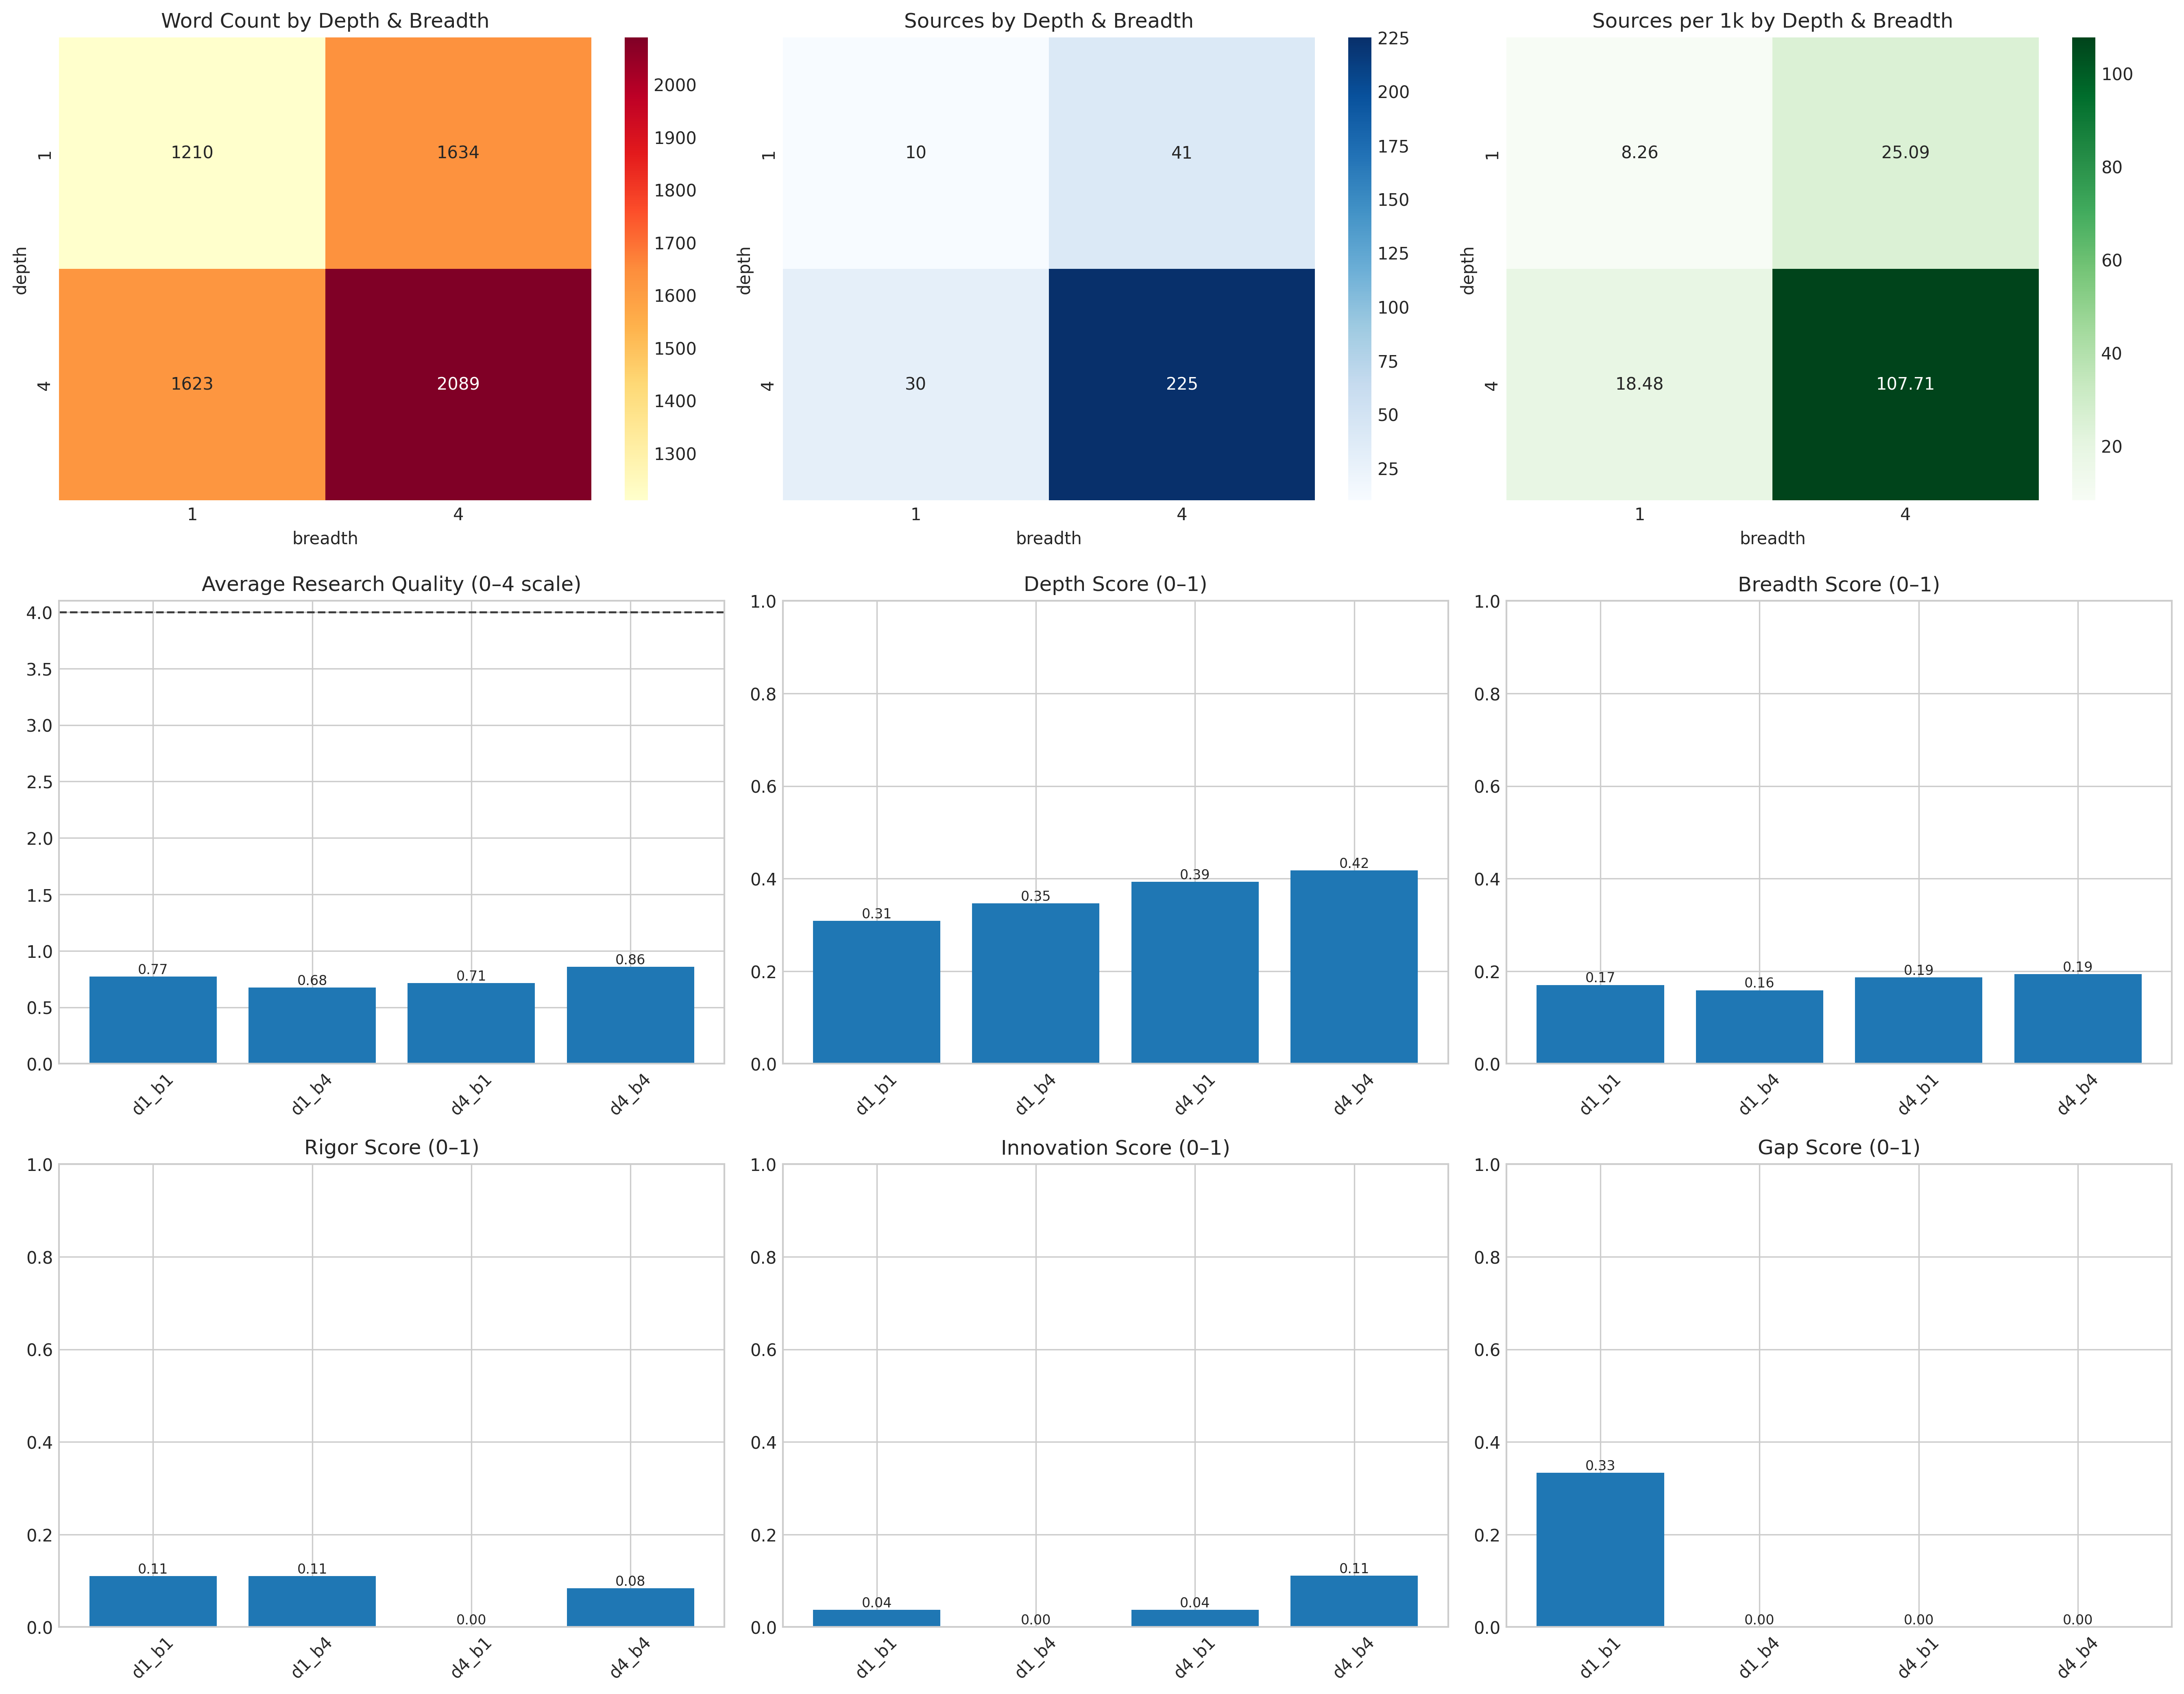 Word Count by Depth & Breadth
1210 1634
1623 2089
1
4
depth
1 4
breadth
2000
1900
1800
1700
1600
1500
1400
1300
Sources by Depth & Breadth
10 41
30 225
1
4
depth
1 4
breadth
225
200
175
150
125
100
75
50
25
Sources per 1k by Depth & Breadth
8.26 25.09
18.48 107.71
1
4
depth
1 4
breadth
100
80
60
40
20
Average Research Quality (0–4 scale)
4.0
3.5
3.0
2.5
2.0
1.5
1.0
0.5
0.0
0.77 0.68 0.71 0.86
d1_b1 d1_b4 d4_b1 d4_b4
Depth Score (0–1)
1.0
0.8
0.6
0.4
0.2
0.0
0.31 0.35 0.39 0.42
d1_b1 d1_b4 d4_b1 d4_b4
Breadth Score (0–1)
1.0
0.8
0.6
0.4
0.2
0.0
0.17 0.16 0.19 0.19
d1_b1 d1_b4 d4_b1 d4_b4
Rigor Score (0–1)
1.0
0.8
0.6
0.4
0.2
0.0
0.11 0.11 0.00 0.08
d1_b1 d1_b4 d4_b1 d4_b4
Innovation Score (0–1)
1.0
0.8
0.6
0.4
0.2
0.0
0.04 0.00 0.04 0.11
d1_b1 d1_b4 d4_b1 d4_b4
Gap Score (0–1)
1.0
0.8
0.6
0.4
0.2
0.0
0.33 0.00 0.00 0.00
d1_b1 d1_b4 d4_b1 d4_b4